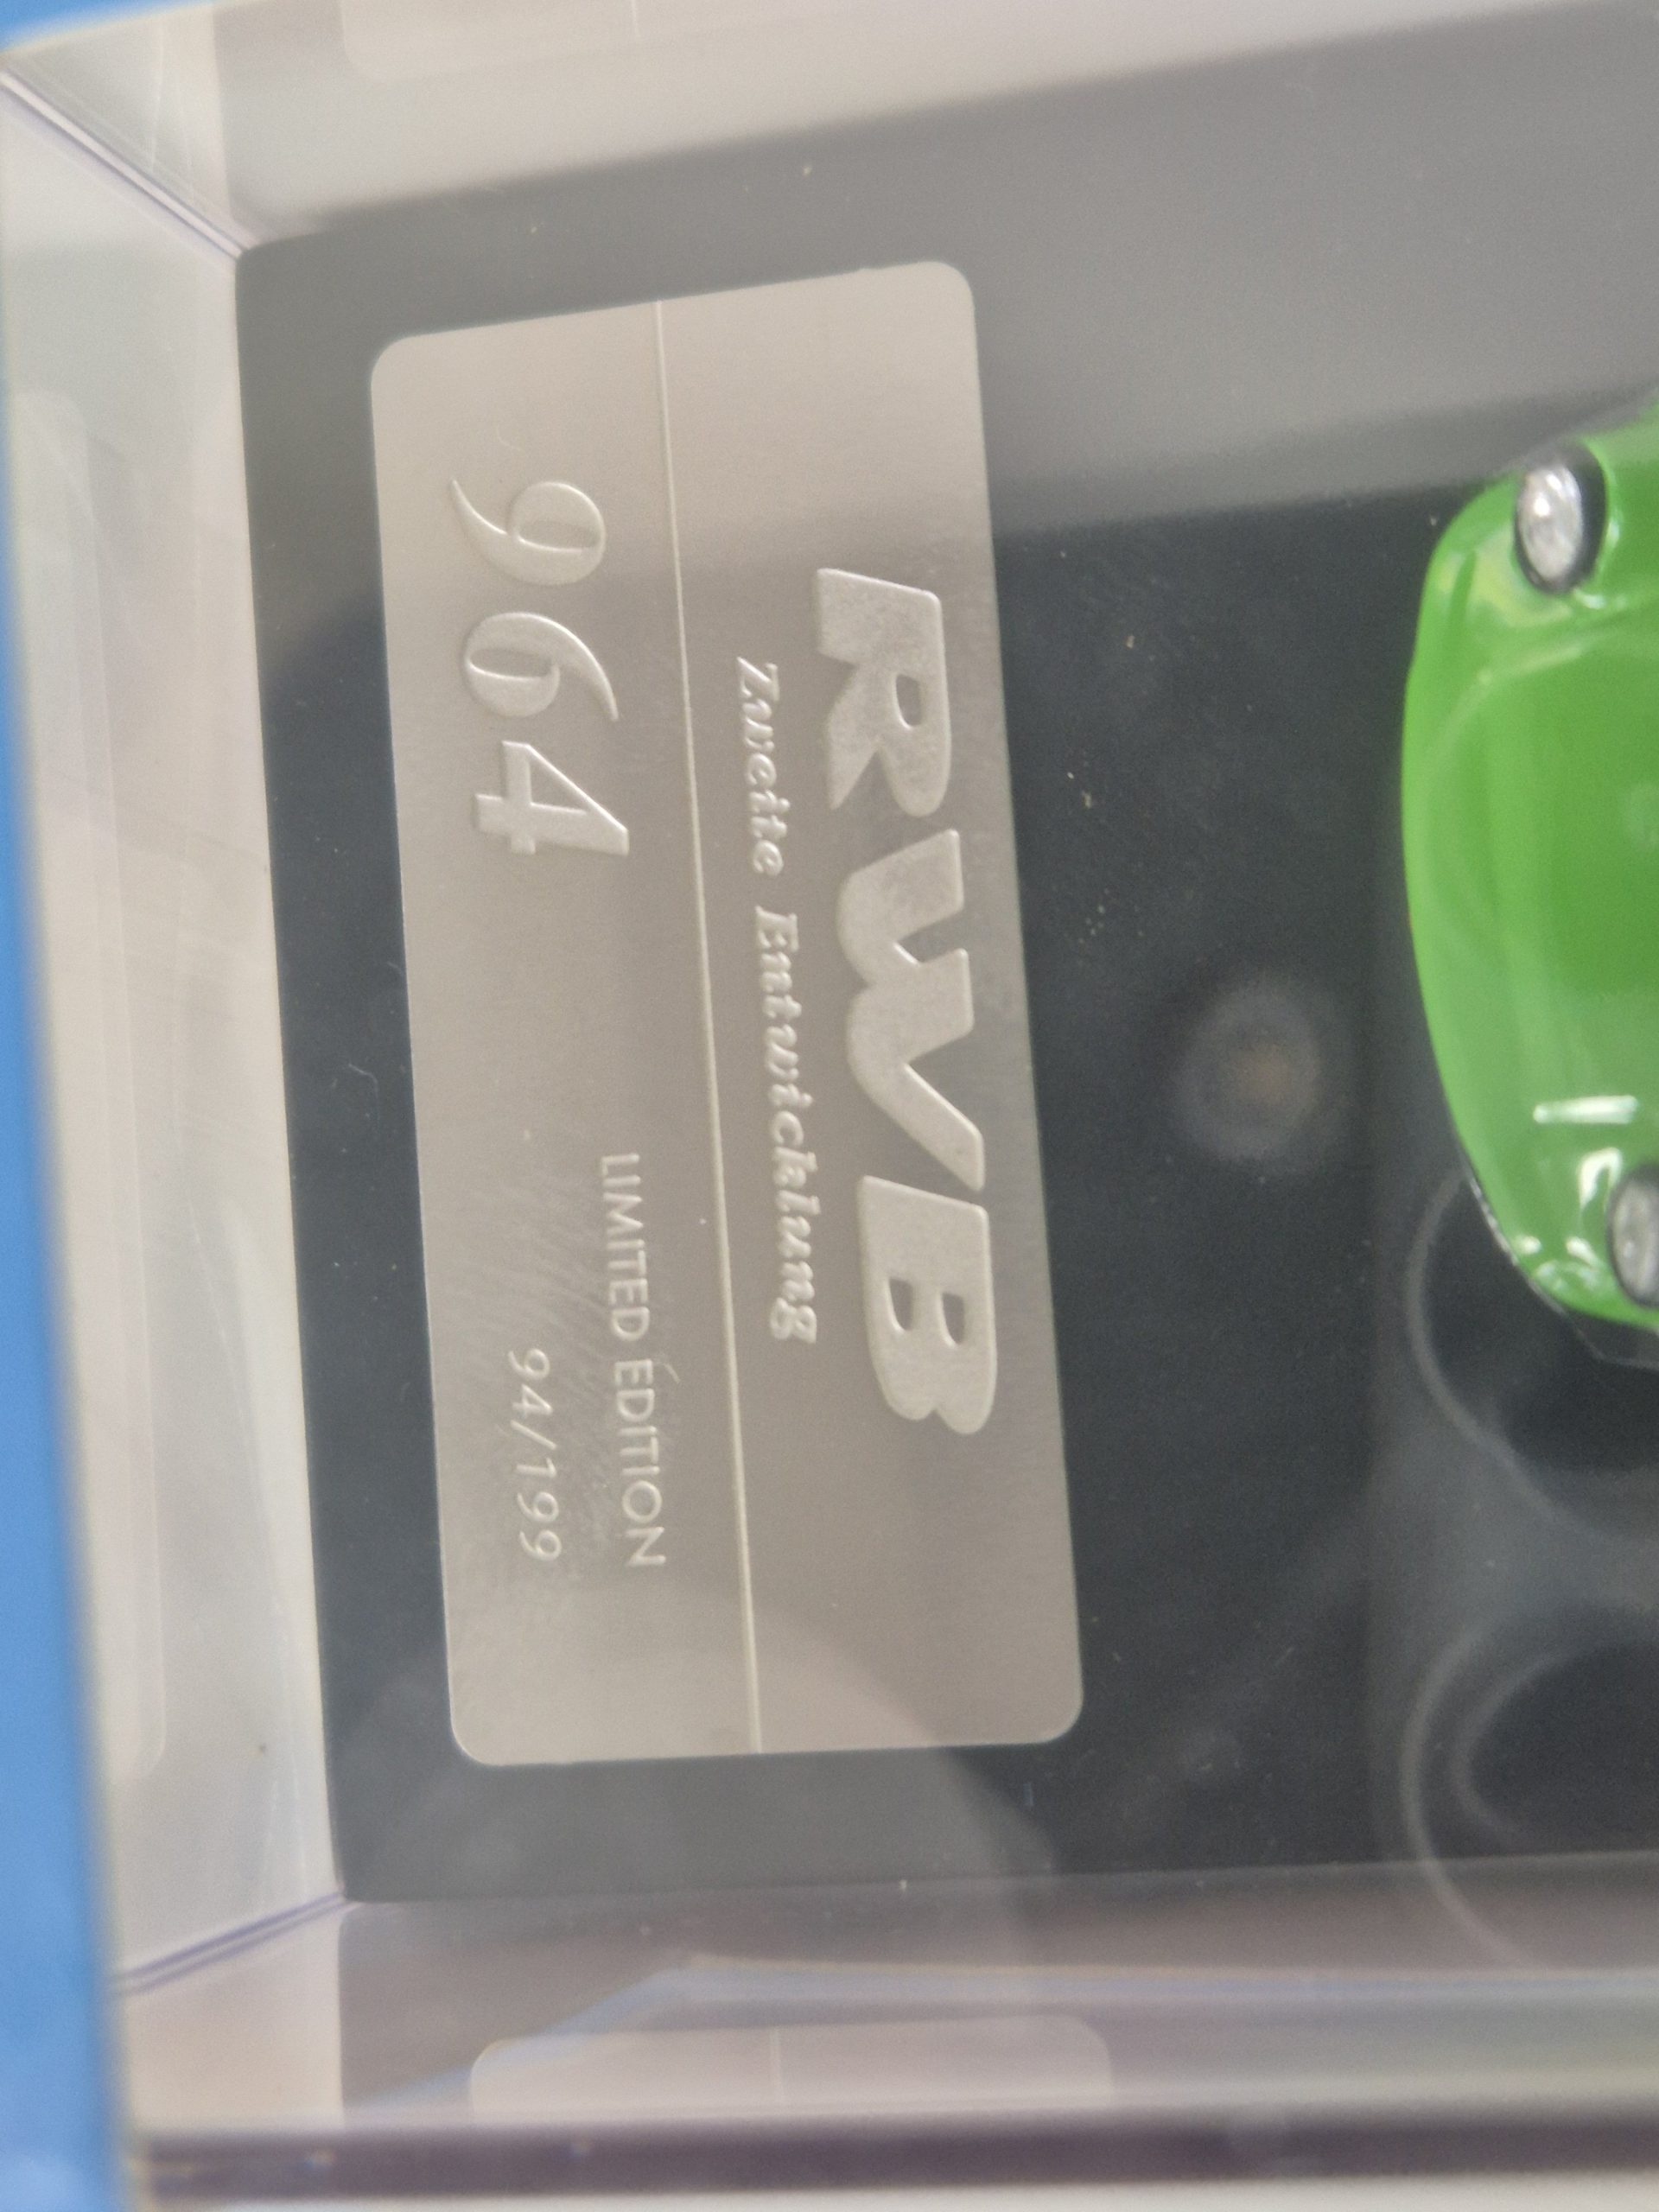 RWB
Zweite Entwicklung
964
LIMITED EDITION
94/199